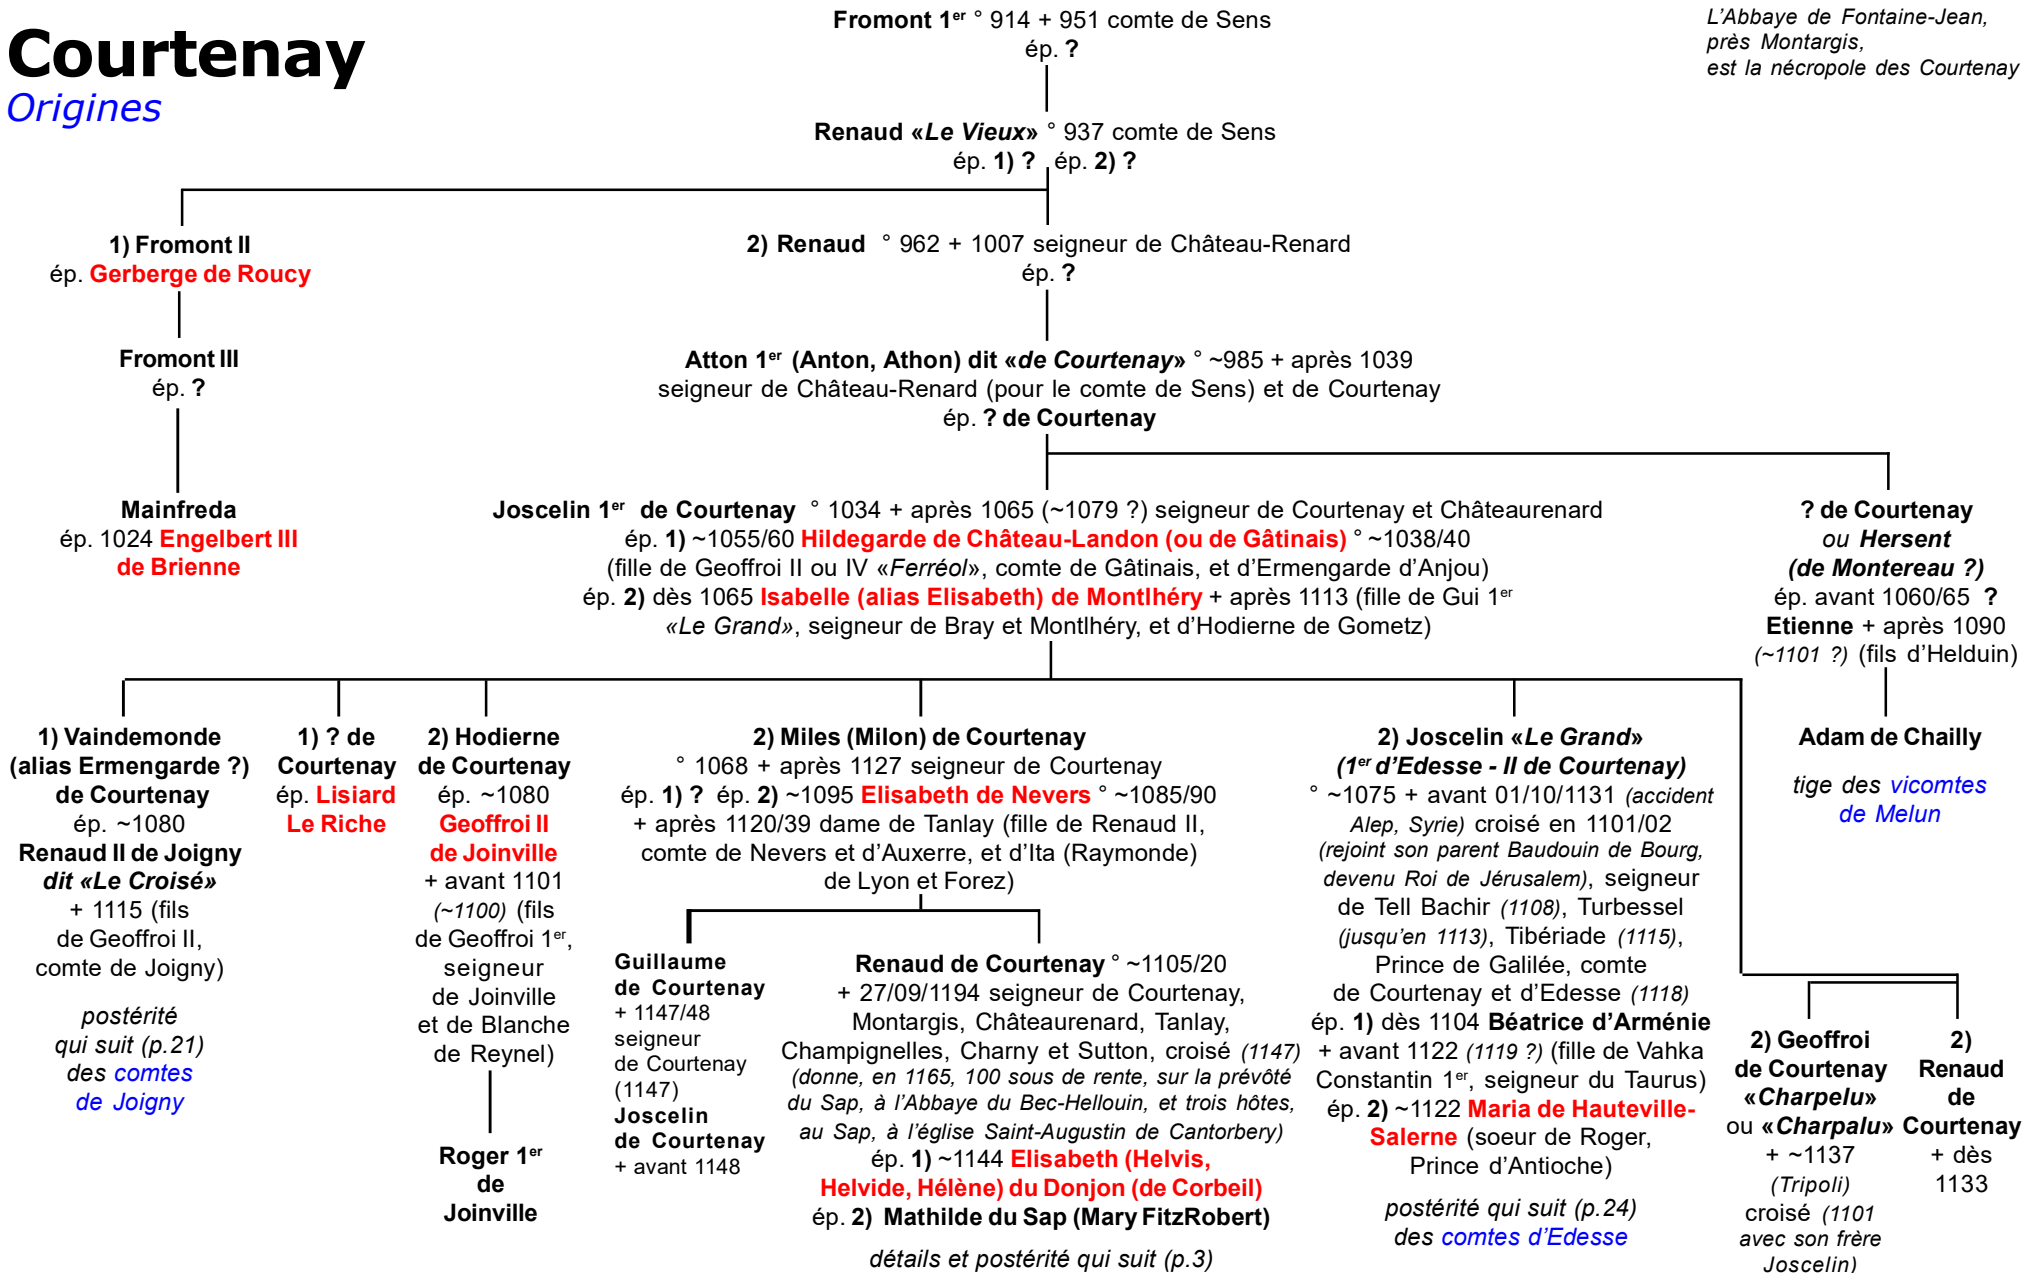 Courtenay
Origines
Fromont 1er ° 914 + 951 comte de Sens
ép. ?
L'Abbaye de Fontaine-Jean,
près Montargis,
est la nécropole des Courtenay
Renaud «Le Vieux» ° 937 comte de Sens
ép. 1) ? ép. 2) ?
1) Fromont II
ép. Gerberge de Roucy
2) Renaud ° 962 + 1007 seigneur de Château-Renard
ép. ?
Fromont III
ép. ?
Atton 1er (Anton, Athon) dit «de Courtenay» ° ~985 + après 1039
seigneur de Château-Renard (pour le comte de Sens) et de Courtenay
ép. ? de Courtenay
Mainfreda
ép. 1024 Engelbert III
de Brienne
Joscelin 1er de Courtenay ° 1034 + après 1065 (~1079 ?) seigneur de Courtenay et Châteaurenard
ép. 1) ~1055/60 Hildegarde de Château-Landon (ou de Gâtinais) ° ~1038/40
(fille de Geoffroi II ou IV «Ferréol», comte de Gâtinais, et d'Ermengarde d'Anjou)
ép. 2) dès 1065 Isabelle (alias Elisabeth) de Montlhéry + après 1113 (fille de Gui 1er
«Le Grand», seigneur de Bray et Montlhéry, et d'Hodierne de Gometz)
? de Courtenay
ou Hersent
(de Montereau ?)
ép. avant 1060/65 ?
Etienne + après 1090
(~1101 ?) (fils d'Helduin)
1) Vaindemonde
(alias Ermengarde ?)
de Courtenay
ép. ~1080
Renaud II de Joigny
dit «Le Croisé»
+ 1115 (fils
de Geoffroi II,
comte de Joigny)
postérité
qui suit (p.21)
des comtes
de Joigny
1) ? de
Courtenay
ép. Lisiard
Le Riche
2) Hodierne
de Courtenay
ép. ~1080
Geoffroi II
de Joinville
+ avant 1101
(~1100) (fils
de Geoffroi 1er,
seigneur
de Joinville
et de Blanche
de Reynel)
Roger 1er
de
Joinville
2) Miles (Milon) de Courtenay
° 1068 + après 1127 seigneur de Courtenay
ép. 1) ? ép. 2) ~1095 Elisabeth de Nevers ° ~1085/90
+ après 1120/39 dame de Tanlay (fille de Renaud II,
comte de Nevers et d'Auxerre, et d'Ita (Raymonde)
de Lyon et Forez)
Guillaume
de Courtenay
+ 1147/48
seigneur
de Courtenay
(1147)
Joscelin
de Courtenay
+ avant 1148
Renaud de Courtenay ° ~1105/20
+ 27/09/1194 seigneur de Courtenay,
Montargis, Châteaurenard, Tanlay,
Champignelles, Charny et Sutton, croisé (1147)
(donne, en 1165, 100 sous de rente, sur la prévôté
du Sap, à l'Abbaye du Bec-Hellouin, et trois hôtes,
au Sap, à l'église Saint-Augustin de Cantorbery)
ép. 1) ~1144 Elisabeth (Helvis,
Helvide, Hélène) du Donjon (de Corbeil)
ép. 2) Mathilde du Sap (Mary FitzRobert)
détails et postérité qui suit (p.3)
2) Joscelin «Le Grand»
(1er d'Edesse - II de Courtenay)
° ~1075 + avant 01/10/1131 (accident
Alep, Syrie) croisé en 1101/02
(rejoint son parent Baudouin de Bourg,
devenu Roi de Jérusalem), seigneur
de Tell Bachir (1108), Turbessel
(jusqu'en 1113), Tibériade (1115),
Prince de Galilée, comte
de Courtenay et d'Edesse (1118)
ép. 1) dès 1104 Béatrice d'Arménie
+ avant 1122 (1119 ?) (fille de Vahka
Constantin 1er, seigneur du Taurus)
ép. 2) ~1122 Maria de Hauteville-
Salerne (soeur de Roger,
Prince d'Antioche)
postérité qui suit (p.24)
des comtes d'Edesse
Adam de Chailly
tige des vicomtes
de Melun
2) Geoffroi
de Courtenay
«Charpelu»
ou «Charpalu»
+ ~1137
(Tripoli)
croisé (1101
avec son frère
Joscelin)
2)
Renaud
de
Courtenay
+ dès
1133